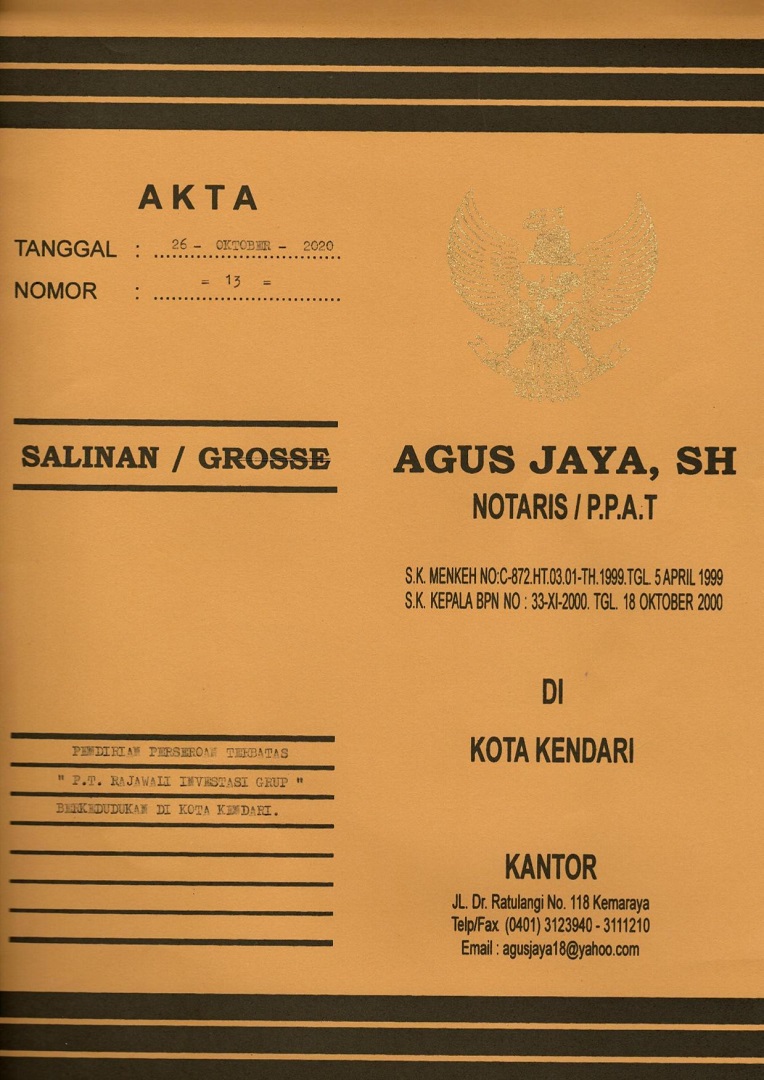 AKTA
TANGGAL : 26 - OKTOBER - 2020
NOMOR : = 13 =
SALINAN / GROSSE
AGUS JAYA, SH
NOTARIS / P.P.A.T
S.K. MENKEH NO:C-872.HT.03.01-TH.1999.TGL. 5 APRIL 1999
S.K. KEPALA BPN NO : 33-XI-2000. TGL. 18 OKTOBER 2000
DI
KOTA KENDARI
PENDIRIAN PERSEROAN TERBATAS
" P.T. RAJAWALI INVESTASI GRUP "
BERKEDUDUKAN DI KOTA KENDARI.
KANTOR
JL. Dr. Ratulangi No. 118 Kemaraya
Telp/Fax (0401) 3123940 - 3111210
Email : agusjaya18@yahoo.com